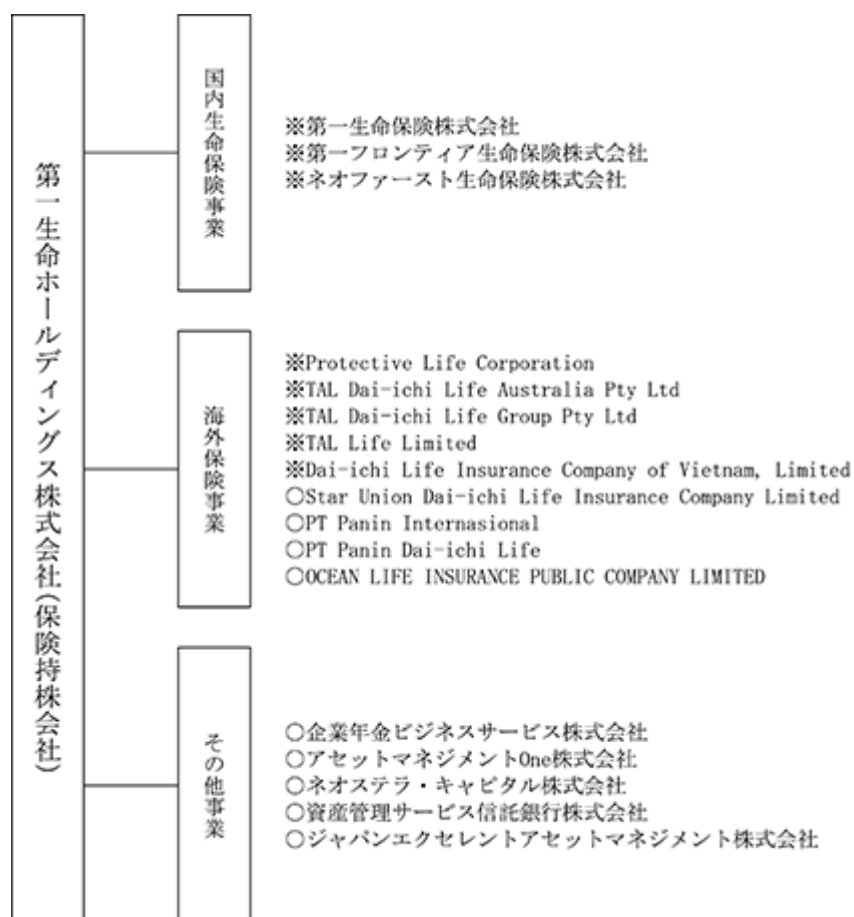 第一生命ホールディングス株式会社(保険持株会社)
国内生命保険事業
※第一生命保険株式会社
※第一フロンティア生命保険株式会社
※ネオファースト生命保険株式会社
海外保険事業
※Protective Life Corporation
※TAL Dai-ichi Life Australia Pty Ltd
※TAL Dai-ichi Life Group Pty Ltd
※TAL Life Limited
※Dai-ichi Life Insurance Company of Vietnam, Limited
○Star Union Dai-ichi Life Insurance Company Limited
○PT Panin Internasional
○PT Panin Dai-ichi Life
○OCEAN LIFE INSURANCE PUBLIC COMPANY LIMITED
その他事業
○企業年金ビジネスサービス株式会社
○アセットマネジメントOne株式会社
○ネオステラ・キャピタル株式会社
○資産管理サービス信託銀行株式会社
○ジャパンエクセレントアセットマネジメント株式会社